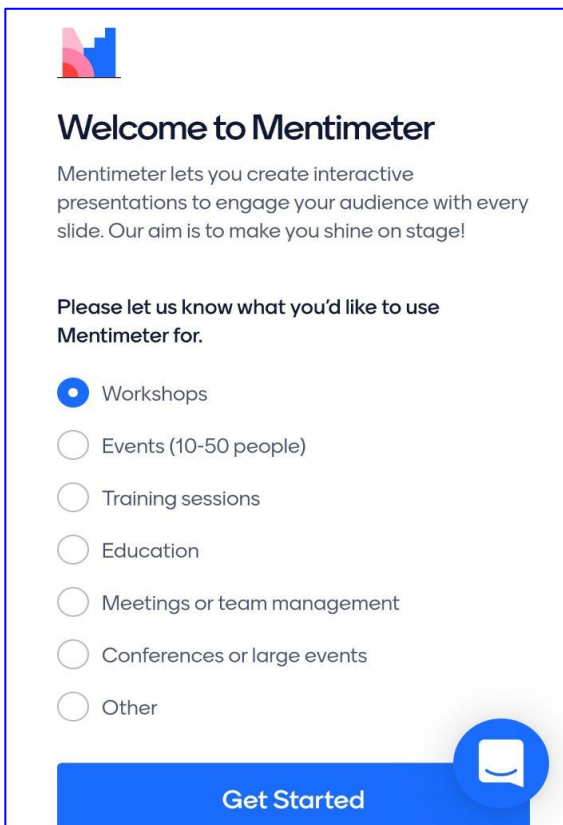 Welcome to Mentimeter
Mentimeter lets you create interactive
presentations to engage your audience with every
slide. Our aim is to make you shine on stage!
Please let us know what you’d like to use
Mentimeter for.
Workshops
Events (10-50 people)
Training sessions
Education
Meetings or team management
Conferences or large events
Other
Get Started